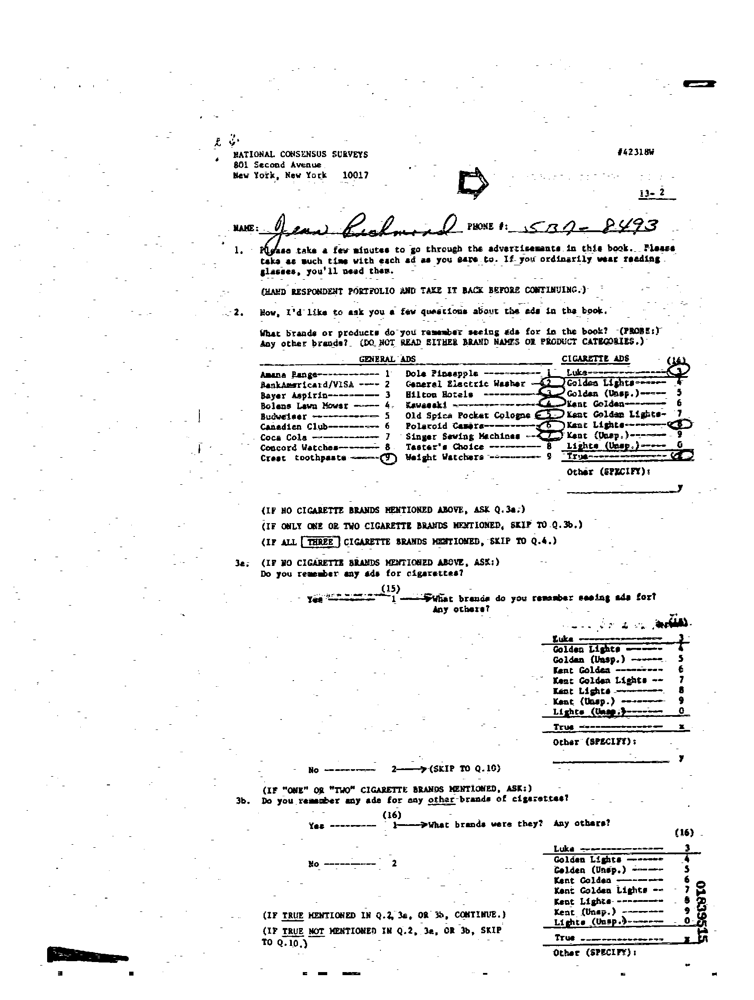 NATIONAL CONSENSUS SURVEYS
#42318W
801 Second Avenue
New York, New York 10017
13-2
NAME: Jean Richmond PHONE #: 582-8493
1. Please take a few minutes to go through the advertisements in this book. Please
take as much time with each ad as you care to. If you ordinarily wear reading
glasses, you'll need them.
(HAND RESPONDENT PORTFOLIO AND TAKE IT BACK BEFORE CONTINUING.)
2. Now, I'd like to ask you a few questions about the ads in the book.
What brands or products do you remember seeing ads for in the book? (PROBE:)
Any other brands? (DO NOT READ EITHER BRAND NAMES OR PRODUCT CATEGORIES.)
GENERAL ADS CIGARETTE ADS (14)
Amana Range------------ 1 Dole Pineapple ---------- 1 Luke----------- 3
BankAmericard/VISA ---- 2 General Electric Washer -- 2 Golden Lights------ 4
Bayer Aspirin---------- 3 Hilton Hotels ----------- 3 Golden (Unsp.)----- 5
Bolens Lawn Mower ----- 4 Kawasaki ---------------- 4 Kent Golden------- 6
Budweiser ------------- 5 Old Spice Pocket Cologne - 5 Kent Golden Lights- 7
Canadien Club---------- 6 Polaroid Camera---------- 6 Kent Lights-------- 8
Coca Cola ------------- 7 Singer Sewing Machines --- 7 Kent (Unsp.)------- 9
Concord Watches-------- 8 Taster's Choice ---------- 8 Lights (Unsp.)----- 0
Crest toothpaste ------ 9 Weight Watchers ---------- 9 True---------------
Other (SPECIFY):
y
(IF NO CIGARETTE BRANDS MENTIONED ABOVE, ASK Q.3a.)
(IF ONLY ONE OR TWO CIGARETTE BRANDS MENTIONED, SKIP TO Q.3b.)
(IF ALL THREE CIGARETTE BRANDS MENTIONED, SKIP TO Q.4.)
3a. (IF NO CIGARETTE BRANDS MENTIONED ABOVE, ASK:)
Do you remember any ads for cigarettes?
(15)
Yes ---------- 1 What brands do you remember seeing ads for?
Any others?
Luke --------------- 3
Golden Lights ------- 4
Golden (Unsp.) ------ 5
Kent Golden --------- 6
Kent Golden Lights -- 7
Kent Lights --------- 8
Kent (Unsp.) -------- 9
Lights (Unsp.)------- 0
True ---------------- x
Other (SPECIFY):
y
No ---------- 2 (SKIP TO Q.10)
(IF "ONE" OR "TWO" CIGARETTE BRANDS MENTIONED, ASK:)
3b. Do you remember any ads for any other brands of cigarettes?
(16)
Yes -------- 1 What brands were they? Any others?
(16)
Luke ---------------- 3
No ---------- 2 Golden Lights ------- 4
Golden (Unsp.) ------ 5
Kent Golden --------- 6
Kent Golden Lights -- 7
Kent Lights --------- 8
(IF TRUE MENTIONED IN Q.2, 3a, OR 3b, CONTINUE.) Kent (Unsp.) -------- 9
Lights (Unsp.)------- 0
(IF TRUE NOT MENTIONED IN Q.2, 3a, OR 3b, SKIP
TO Q.10.) True ---------------- x
Other (SPECIFY):
01839515